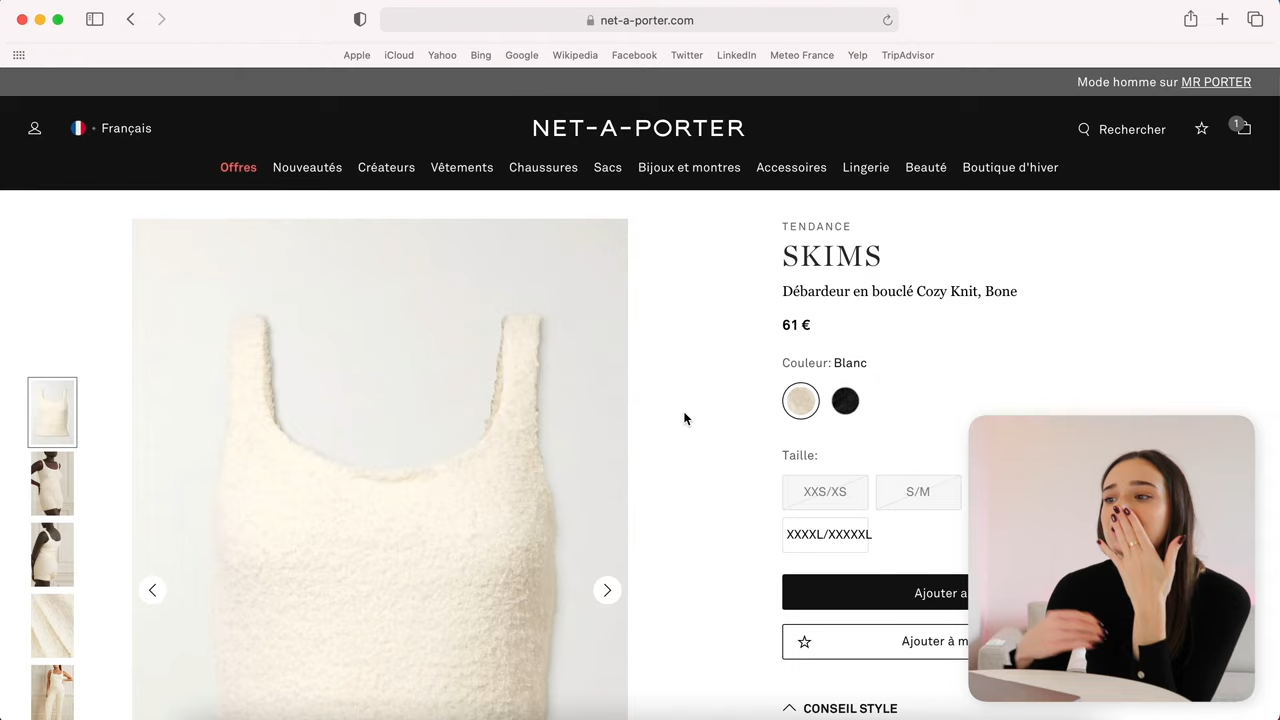 net-a-porter.com
Apple iCloud Yahoo Bing Google Wikipedia Facebook Twitter LinkedIn Meteo France Yelp TripAdvisor
Mode homme sur MR PORTER
Français
NET-A-PORTER
Rechercher
1
Offres Nouveautés Créateurs Vêtements Chaussures Sacs Bijoux et montres Accessoires Lingerie Beauté Boutique d'hiver
TENDANCE
SKIMS
Débardeur en bouclé Cozy Knit, Bone
61 €
Couleur: Blanc
Taille:
XXS/XS S/M
XXXXL/XXXXXL
Ajouter a
Ajouter à m
CONSEIL STYLE